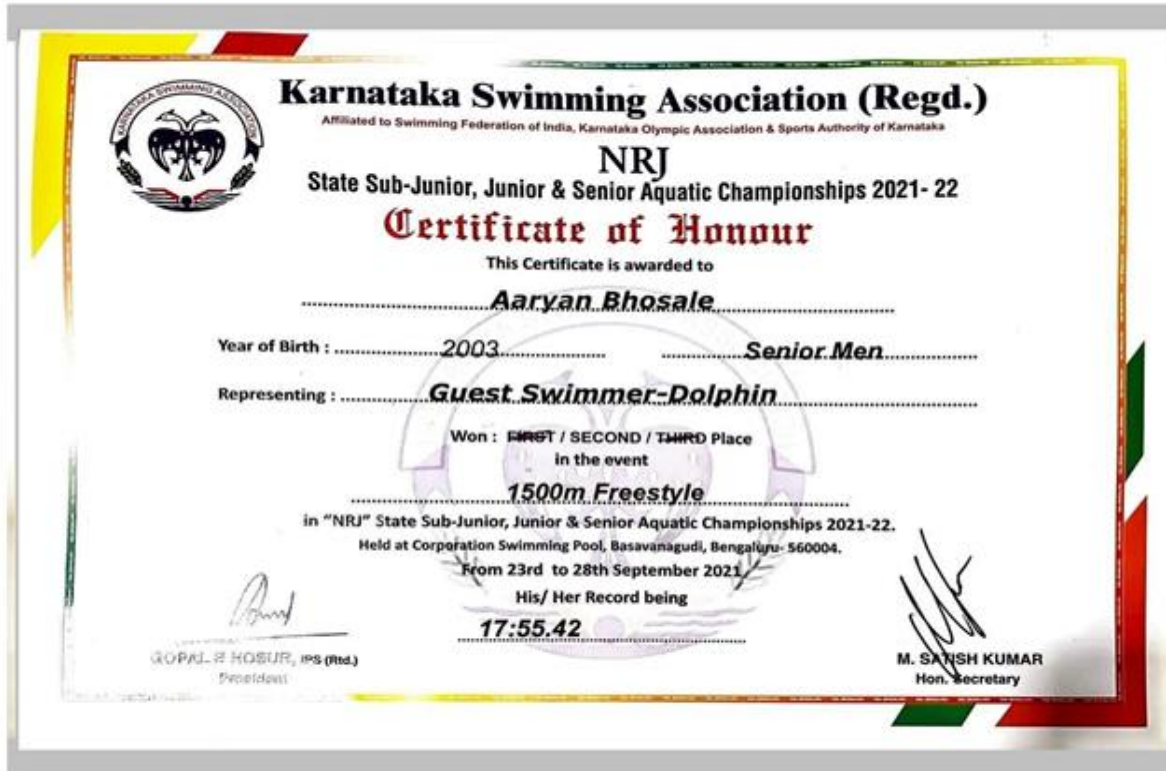 KARNATAKA SWIMMING ASSOCIATION
Karnataka Swimming Association (Regd.)
Affiliated to Swimming Federation of India, Karnataka Olympic Association & Sports Authority of Karnataka
NRJ
State Sub-Junior, Junior & Senior Aquatic Championships 2021- 22
Certificate of Honour
This Certificate is awarded to
Aaryan Bhosale
Year of Birth : 2003 Senior Men
Representing : Guest Swimmer-Dolphin
Won : FIRST / SECOND / THIRD Place
in the event
1500m Freestyle
in "NRJ" State Sub-Junior, Junior & Senior Aquatic Championships 2021-22.
Held at Corporation Swimming Pool, Basavanagudi, Bengaluru- 560004.
From 23rd to 28th September 2021
His/ Her Record being
17:55.42
GOPAL B HOSUR, IPS (Rtd.)
President
M. SATISH KUMAR
Hon. Secretary